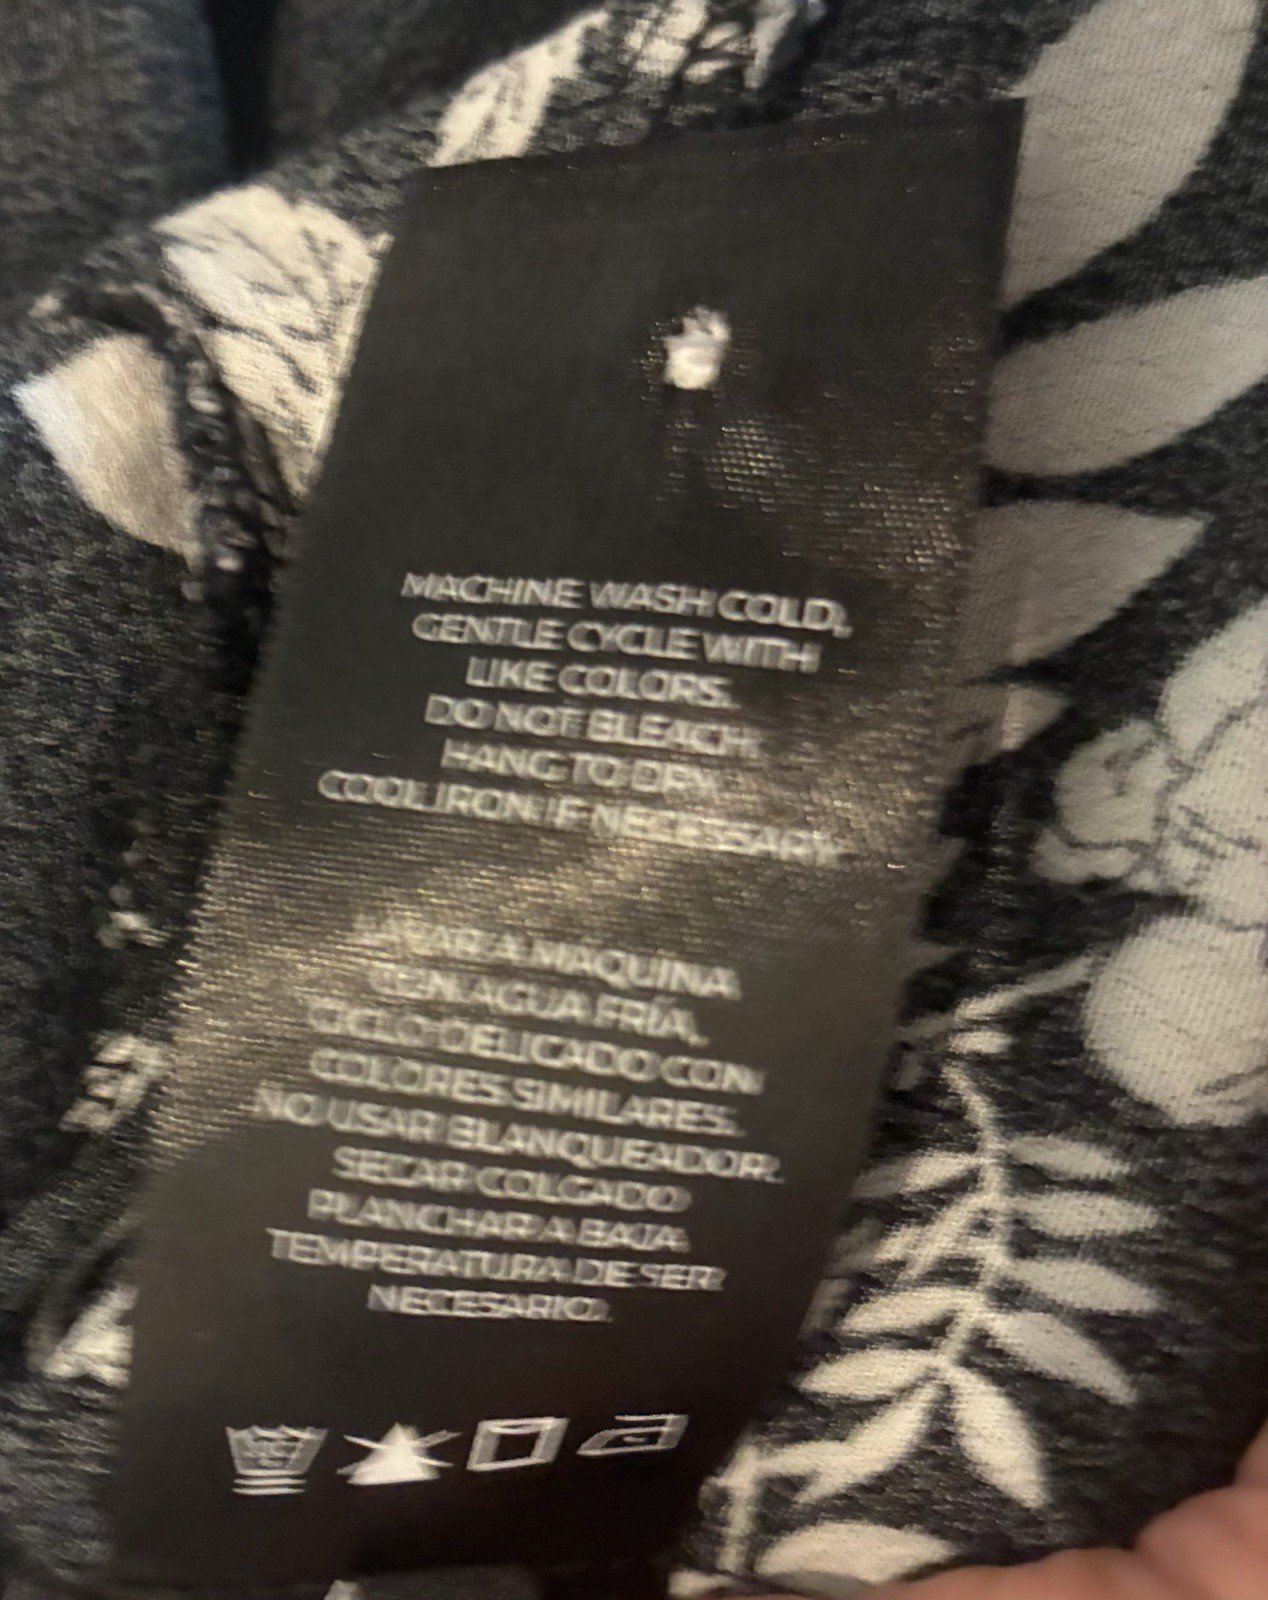 MACHINE WASH COLD,
GENTLE CYCLE WITH
LIKE COLORS.
DO NOT BLEACH.
HANG TO DRY.
COOL IRON IF NECESSARY.
LAVAR A MAQUINA
CON AGUA FRÍA,
CICLO DELICADO CON
COLORES SIMILARES.
NO USAR BLANQUEADOR.
SECAR COLGADO
PLANCHAR A BAJA
TEMPERATURA DE SER
NECESARIO.